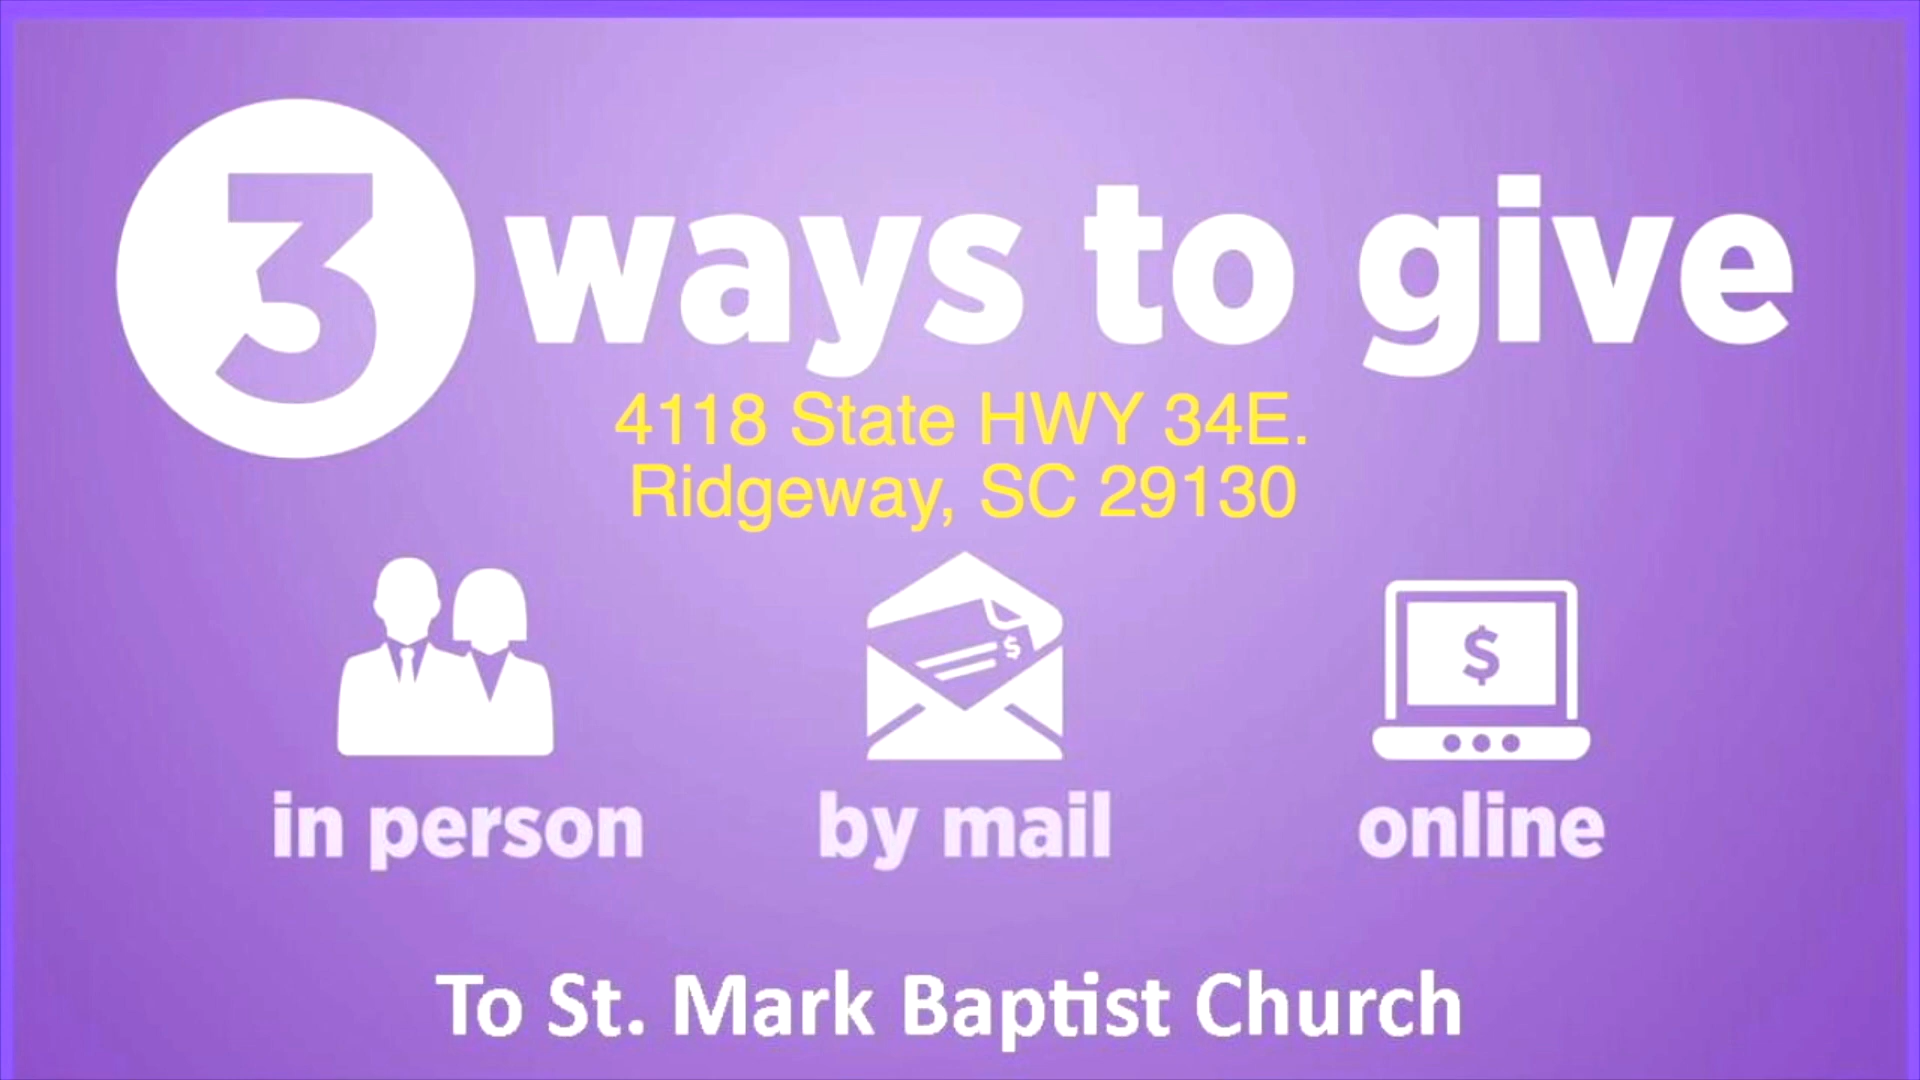 3 ways to give
4118 State HWY 34E.
Ridgeway, SC 29130
$
$
in person
by mail
online
To St. Mark Baptist Church